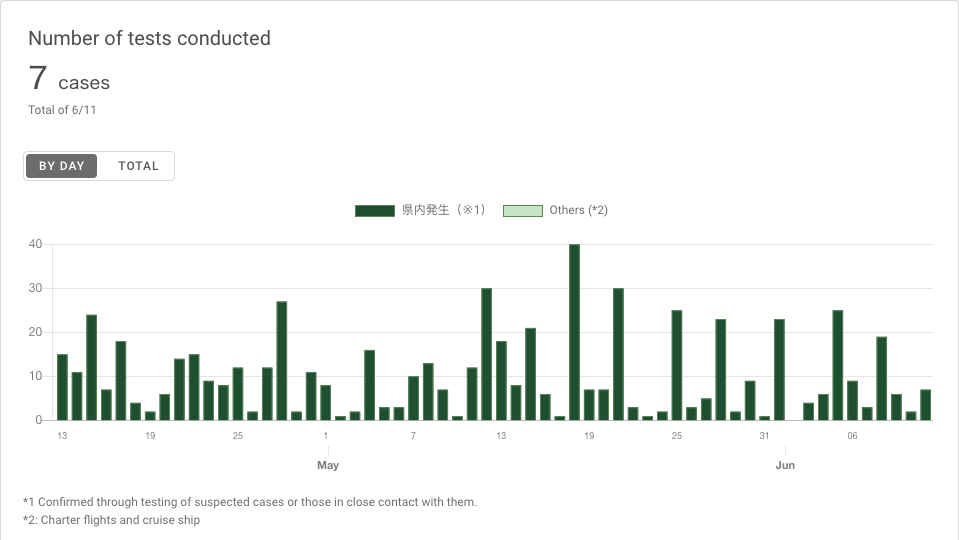 Number of tests conducted
7 cases
Total of 6/11
BY DAY TOTAL
県内発生（※1） Others (*2)
40
30
20
10
0
13 19 25 1 7 13 19 25 31 06
May Jun
*1 Confirmed through testing of suspected cases or those in close contact with them.
*2: Charter flights and cruise ship